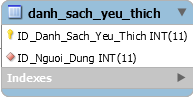 danh_sach_yeu_thich
ID_Danh_Sach_Yeu_Thich INT(11)
ID_Nguoi_Dung INT(11)
Indexes